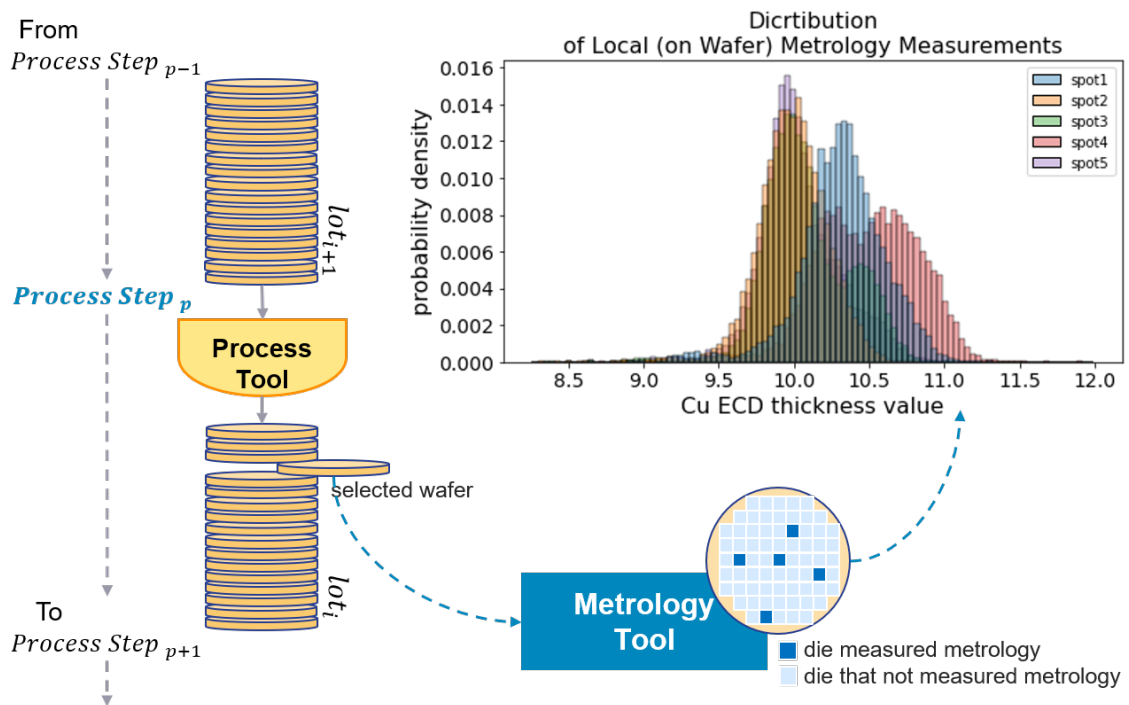 From
Process Step p−1
lot i+1
Process Step p
Process
Tool
selected wafer
lot i
To
Process Step p+1
Dicrtibution
of Local (on Wafer) Metrology Measurements
probability density
0.016
0.014
0.012
0.010
0.008
0.006
0.004
0.002
0.000
8.5 9.0 9.5 10.0 10.5 11.0 11.5 12.0
Cu ECD thickness value
spot1
spot2
spot3
spot4
spot5
Metrology
Tool
die measured metrology
die that not measured metrology